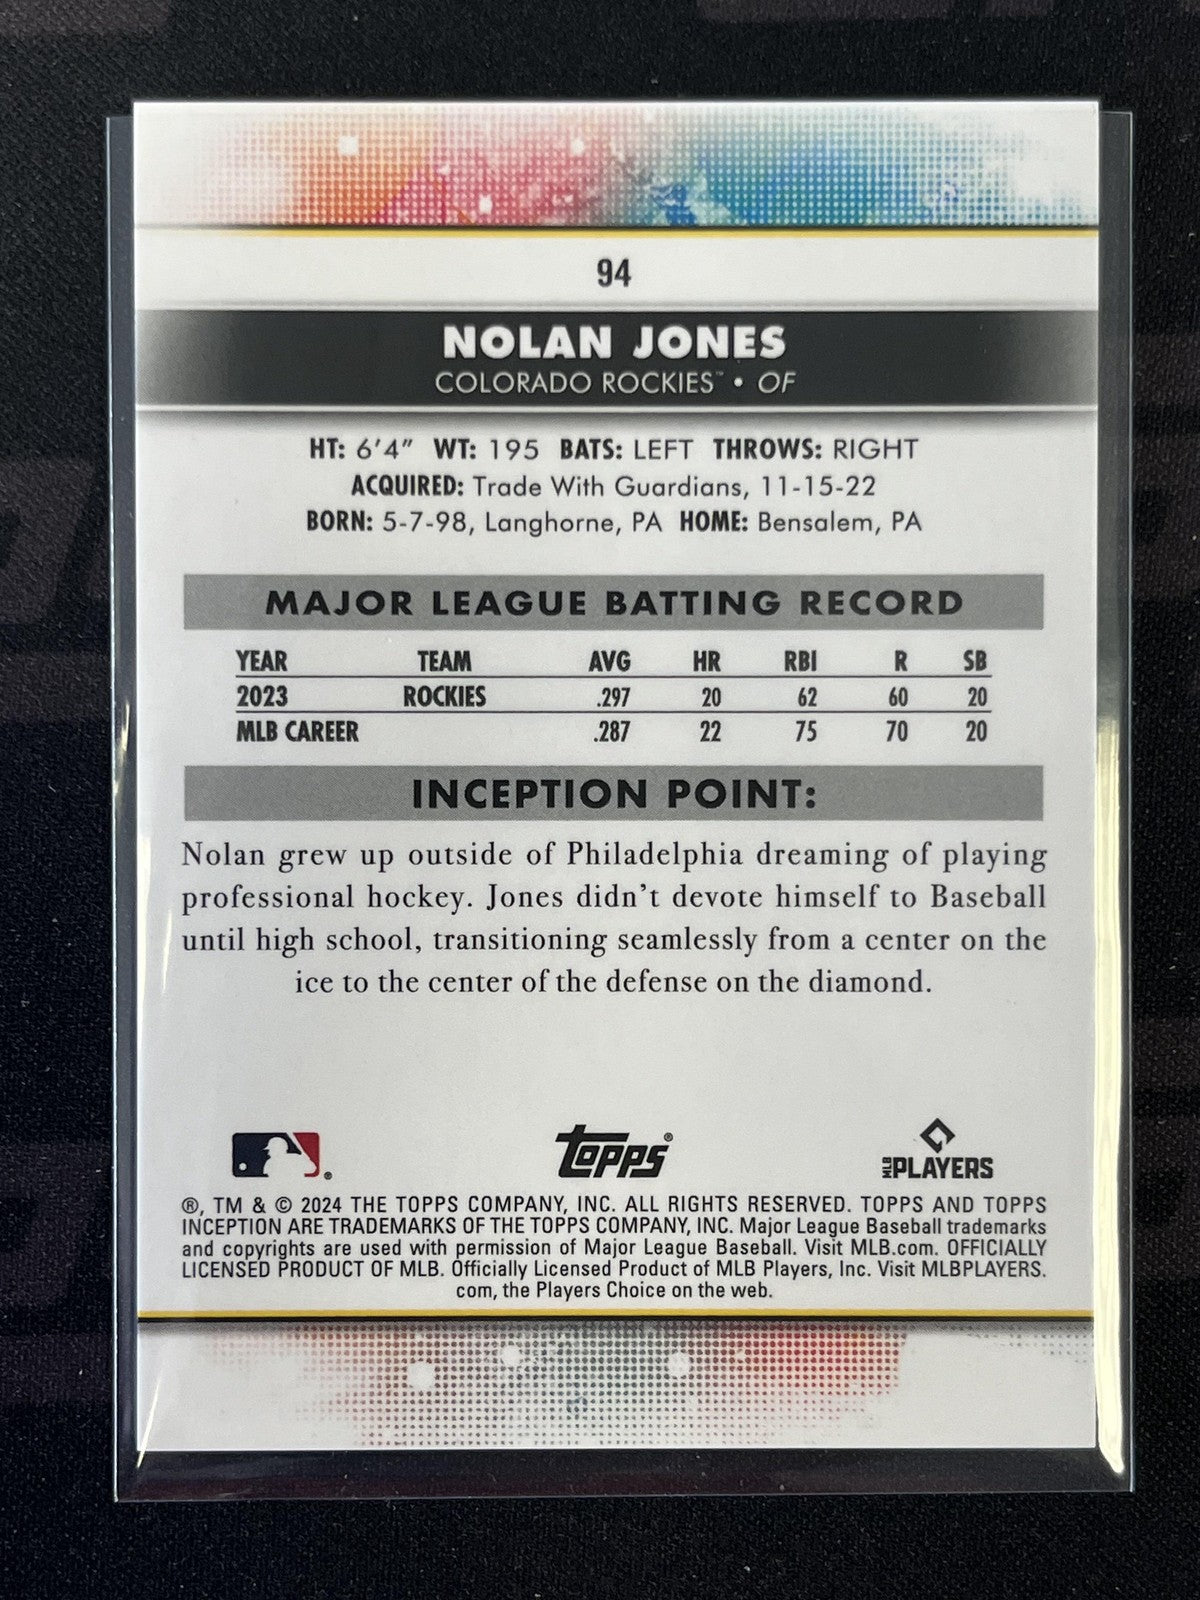 94
NOLAN JONES
COLORADO ROCKIES™ • OF
HT: 6'4" WT: 195 BATS: LEFT THROWS: RIGHT
ACQUIRED: Trade With Guardians, 11-15-22
BORN: 5-7-98, Langhorne, PA HOME: Bensalem, PA
MAJOR LEAGUE BATTING RECORD
YEAR TEAM AVG HR RBI R SB
2023 ROCKIES .297 20 62 60 20
MLB CAREER .287 22 75 70 20
INCEPTION POINT:
Nolan grew up outside of Philadelphia dreaming of playing
professional hockey. Jones didn't devote himself to Baseball
until high school, transitioning seamlessly from a center on the
ice to the center of the defense on the diamond.
® Topps® MLB PLAYERS
®, TM & © 2024 THE TOPPS COMPANY, INC. ALL RIGHTS RESERVED. TOPPS AND TOPPS
INCEPTION ARE TRADEMARKS OF THE TOPPS COMPANY, INC. Major League Baseball trademarks
and copyrights are used with permission of Major League Baseball. Visit MLB.com. OFFICIALLY
LICENSED PRODUCT OF MLB. Officially Licensed Product of MLB Players, Inc. Visit MLBPLAYERS.
com, the Players Choice on the web.